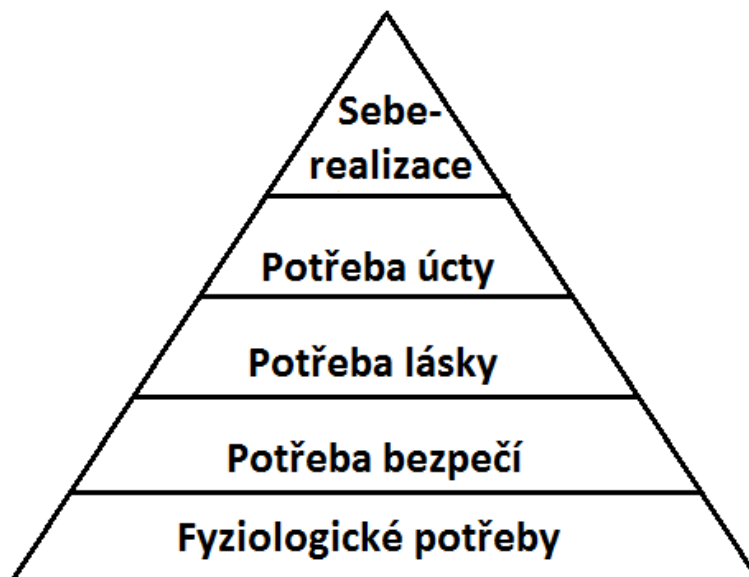 Sebe-
realizace
Potřeba úcty
Potřeba lásky
Potřeba bezpečí
Fyziologické potřeby